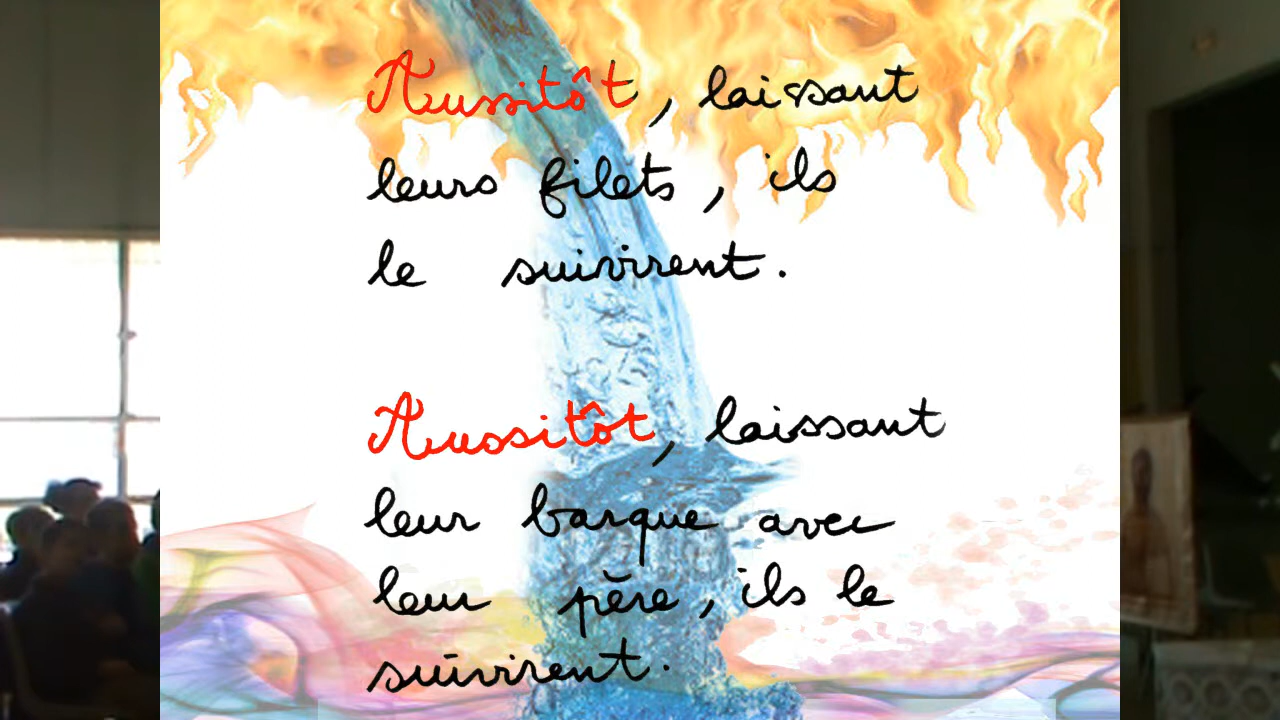 Aussitôt, laissant
leurs filets, ils
le suivirent.
Aussitôt, laissant
leur barque avec
leur père, ils le
suivirent.